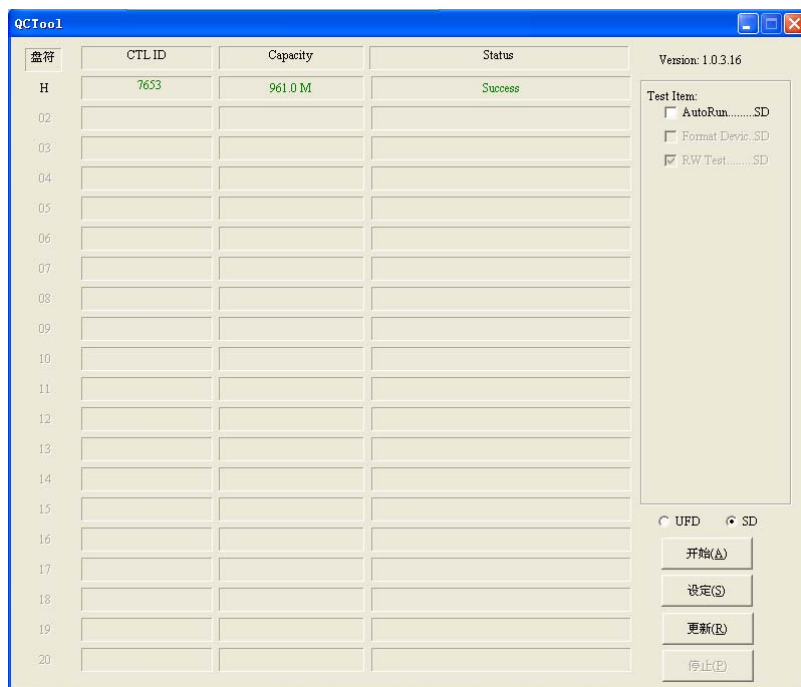 QCTool
盘符 CTL ID Capacity Status
Version: 1.0.3.16
H 7653 961.0 M Success
Test Item:
AutoRun........SD
02
Format Devic..SD
03
RW Test........SD
04
05
06
07
08
09
10
11
12
13
14
15
UFD SD
16
开始(A)
17
设定(S)
18
19
更新(R)
20
停止(P)